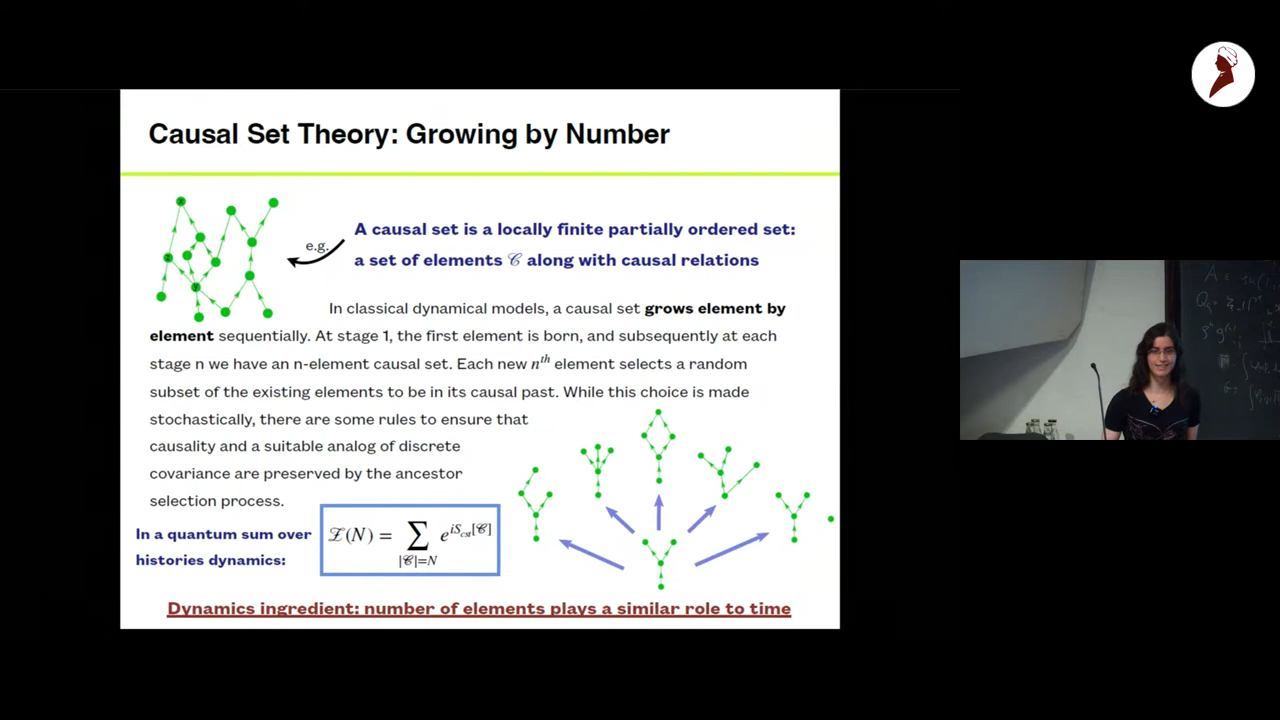 Causal Set Theory: Growing by Number
e.g.
A causal set is a locally finite partially ordered set:
a set of elements 𝒞 along with causal relations
In classical dynamical models, a causal set grows element by
element sequentially. At stage 1, the first element is born, and subsequently at each
stage n we have an n-element causal set. Each new nᵗʰ element selects a random
subset of the existing elements to be in its causal past. While this choice is made
stochastically, there are some rules to ensure that
causality and a suitable analog of discrete
covariance are preserved by the ancestor
selection process.
In a quantum sum over
histories dynamics:
𝒵(N) = ∑_{|𝒞|=N} e^{iS_{cst}[𝒞]}
Dynamics ingredient: number of elements plays a similar role to time